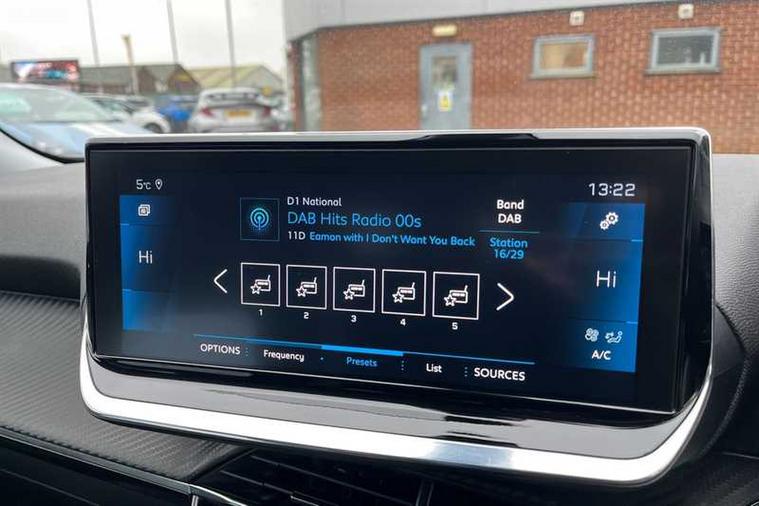 5°C
13:22
D1 National
DAB Hits Radio 00s
11D Eamon with I Don't Want You Back
Band
DAB
Station
16/29
Hi
Hi
1 2 3 4 5
A/C
OPTIONS
Frequency
Presets
List
SOURCES